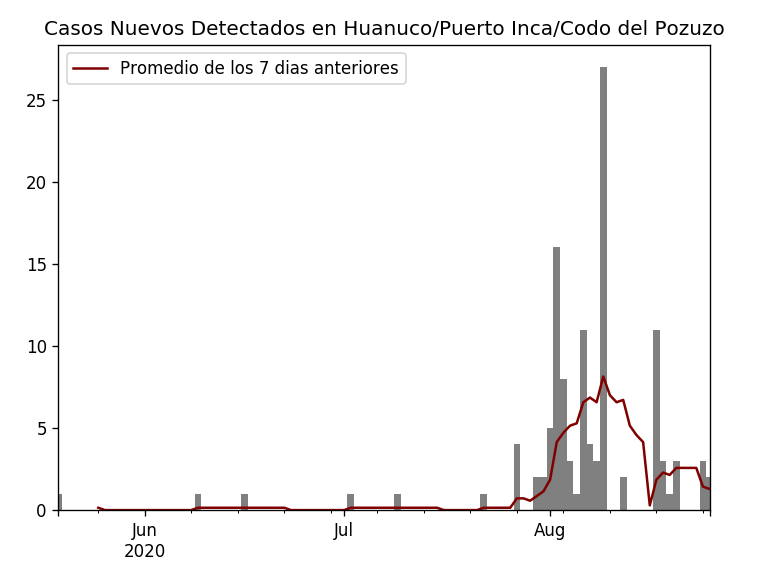 Casos Nuevos Detectados en Huanuco/Puerto Inca/Codo del Pozuzo
Promedio de los 7 dias anteriores
25
20
15
10
5
0
Jun
2020
Jul
Aug